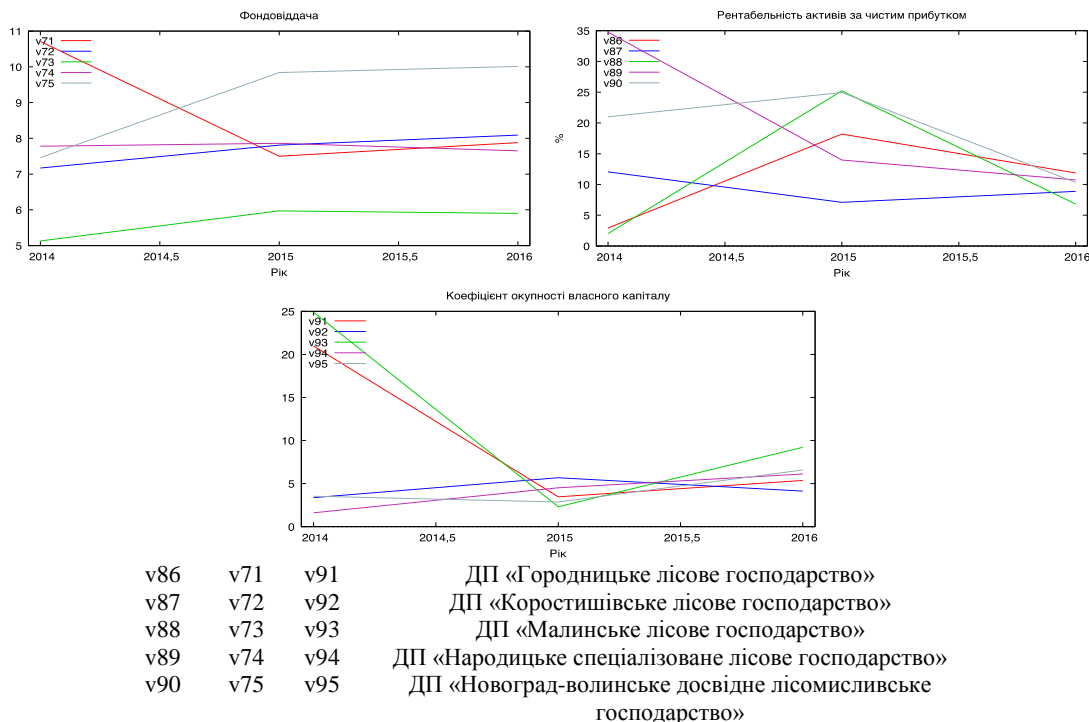 Фондовіддача
11
10
9
8
7
6
5
v71
v72
v73
v74
v75
2014
2014,5
2015
2015,5
2016
Рік
Рентабельність активів за чистим прибутком
35
30
25
20
15
10
5
0
%
v86
v87
v88
v89
v90
2014
2014,5
2015
2015,5
2016
Рік
Коефіцієнт окупності власного капіталу
25
20
15
10
5
0
v91
v92
v93
v94
v95
2014
2014,5
2015
2015,5
2016
Рік
v86 v71 v91 ДП «Городницьке лісове господарство»
v87 v72 v92 ДП «Коростишівське лісове господарство»
v88 v73 v93 ДП «Малинське лісове господарство»
v89 v74 v94 ДП «Народицьке спеціалізоване лісове господарство»
v90 v75 v95 ДП «Новоград-волинське досвідне лісомисливське
господарство»